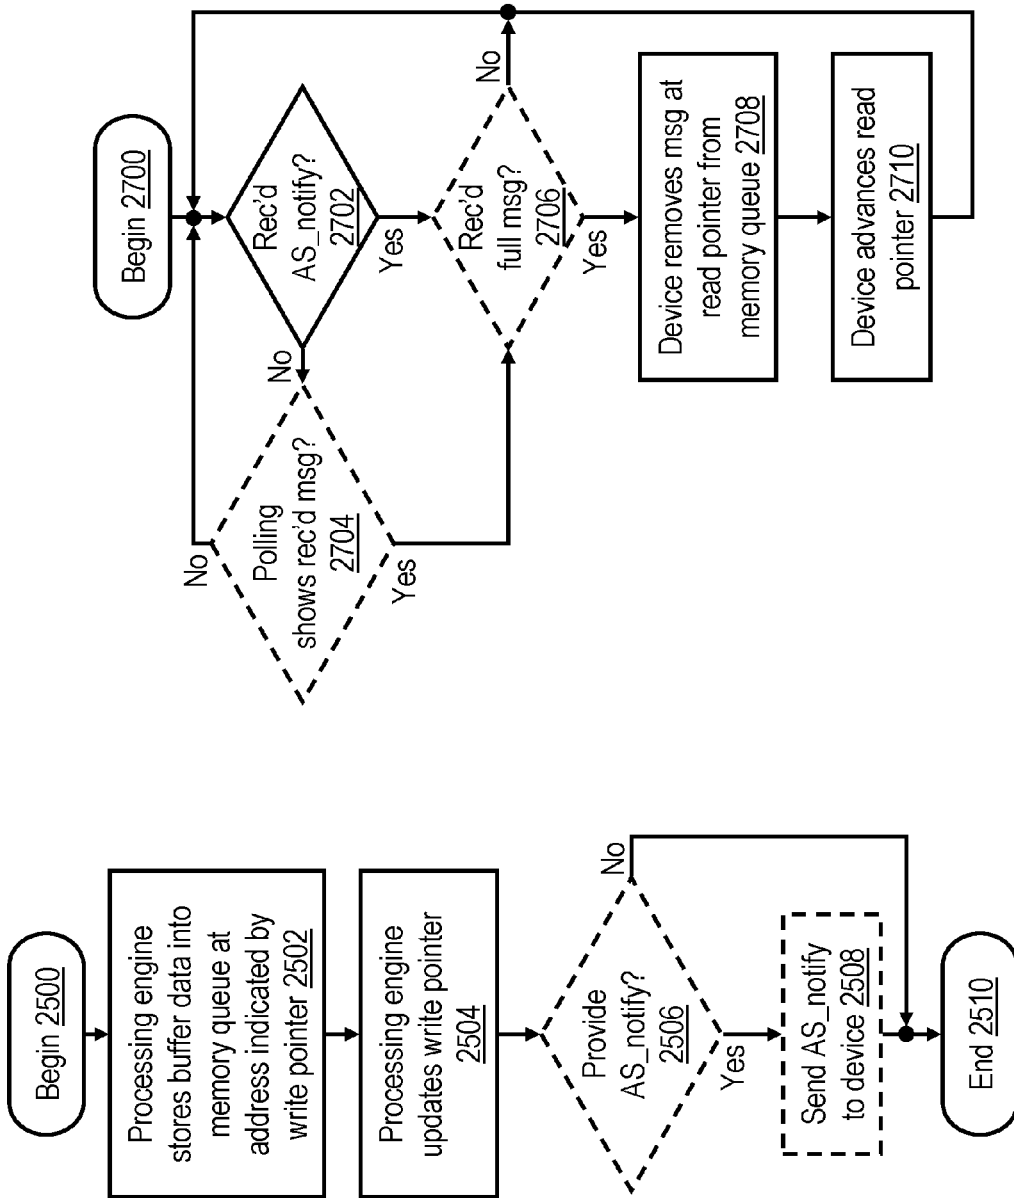 Begin 2500
Processing engine
stores buffer data into
memory queue at
address indicated by
write pointer 2502
Processing engine
updates write pointer
2504
Provide
AS_notify?
2506
No
Yes
Send AS_notify
to device 2508
End 2510
Begin 2700
Rec'd
AS_notify?
2702
No
Yes
Polling
shows rec'd msg?
2704
No
Yes
Rec'd
full msg?
2706
No
Yes
Device removes msg at
read pointer from
memory queue 2708
Device advances read
pointer 2710